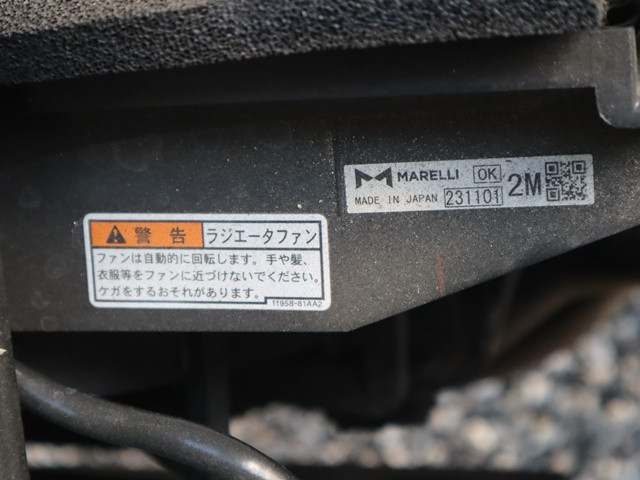 MARELLI OK 2M
MADE IN JAPAN 231101
警告 ラジエータファン
ファンは自動的に回転します。手や髪、
衣服等をファンに近づけないでください。
ケガをするおそれがあります。
11958-81AA2